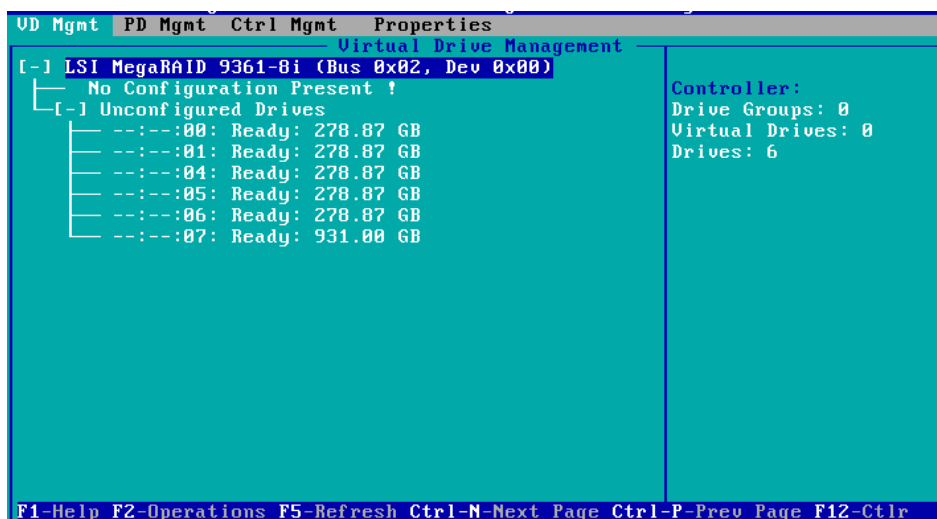 VD Mgmt PD Mgmt Ctrl Mgmt Properties
Virtual Drive Management
[-] LSI MegaRAID 9361-8i (Bus 0x02, Dev 0x00)
No Configuration Present !
[-] Unconfigured Drives
--:--:00: Ready: 278.87 GB
--:--:01: Ready: 278.87 GB
--:--:04: Ready: 278.87 GB
--:--:05: Ready: 278.87 GB
--:--:06: Ready: 278.87 GB
--:--:07: Ready: 931.00 GB
Controller:
Drive Groups: 0
Virtual Drives: 0
Drives: 6
F1-Help F2-Operations F5-Refresh Ctrl-N-Next Page Ctrl-P-Prev Page F12-Ctlr